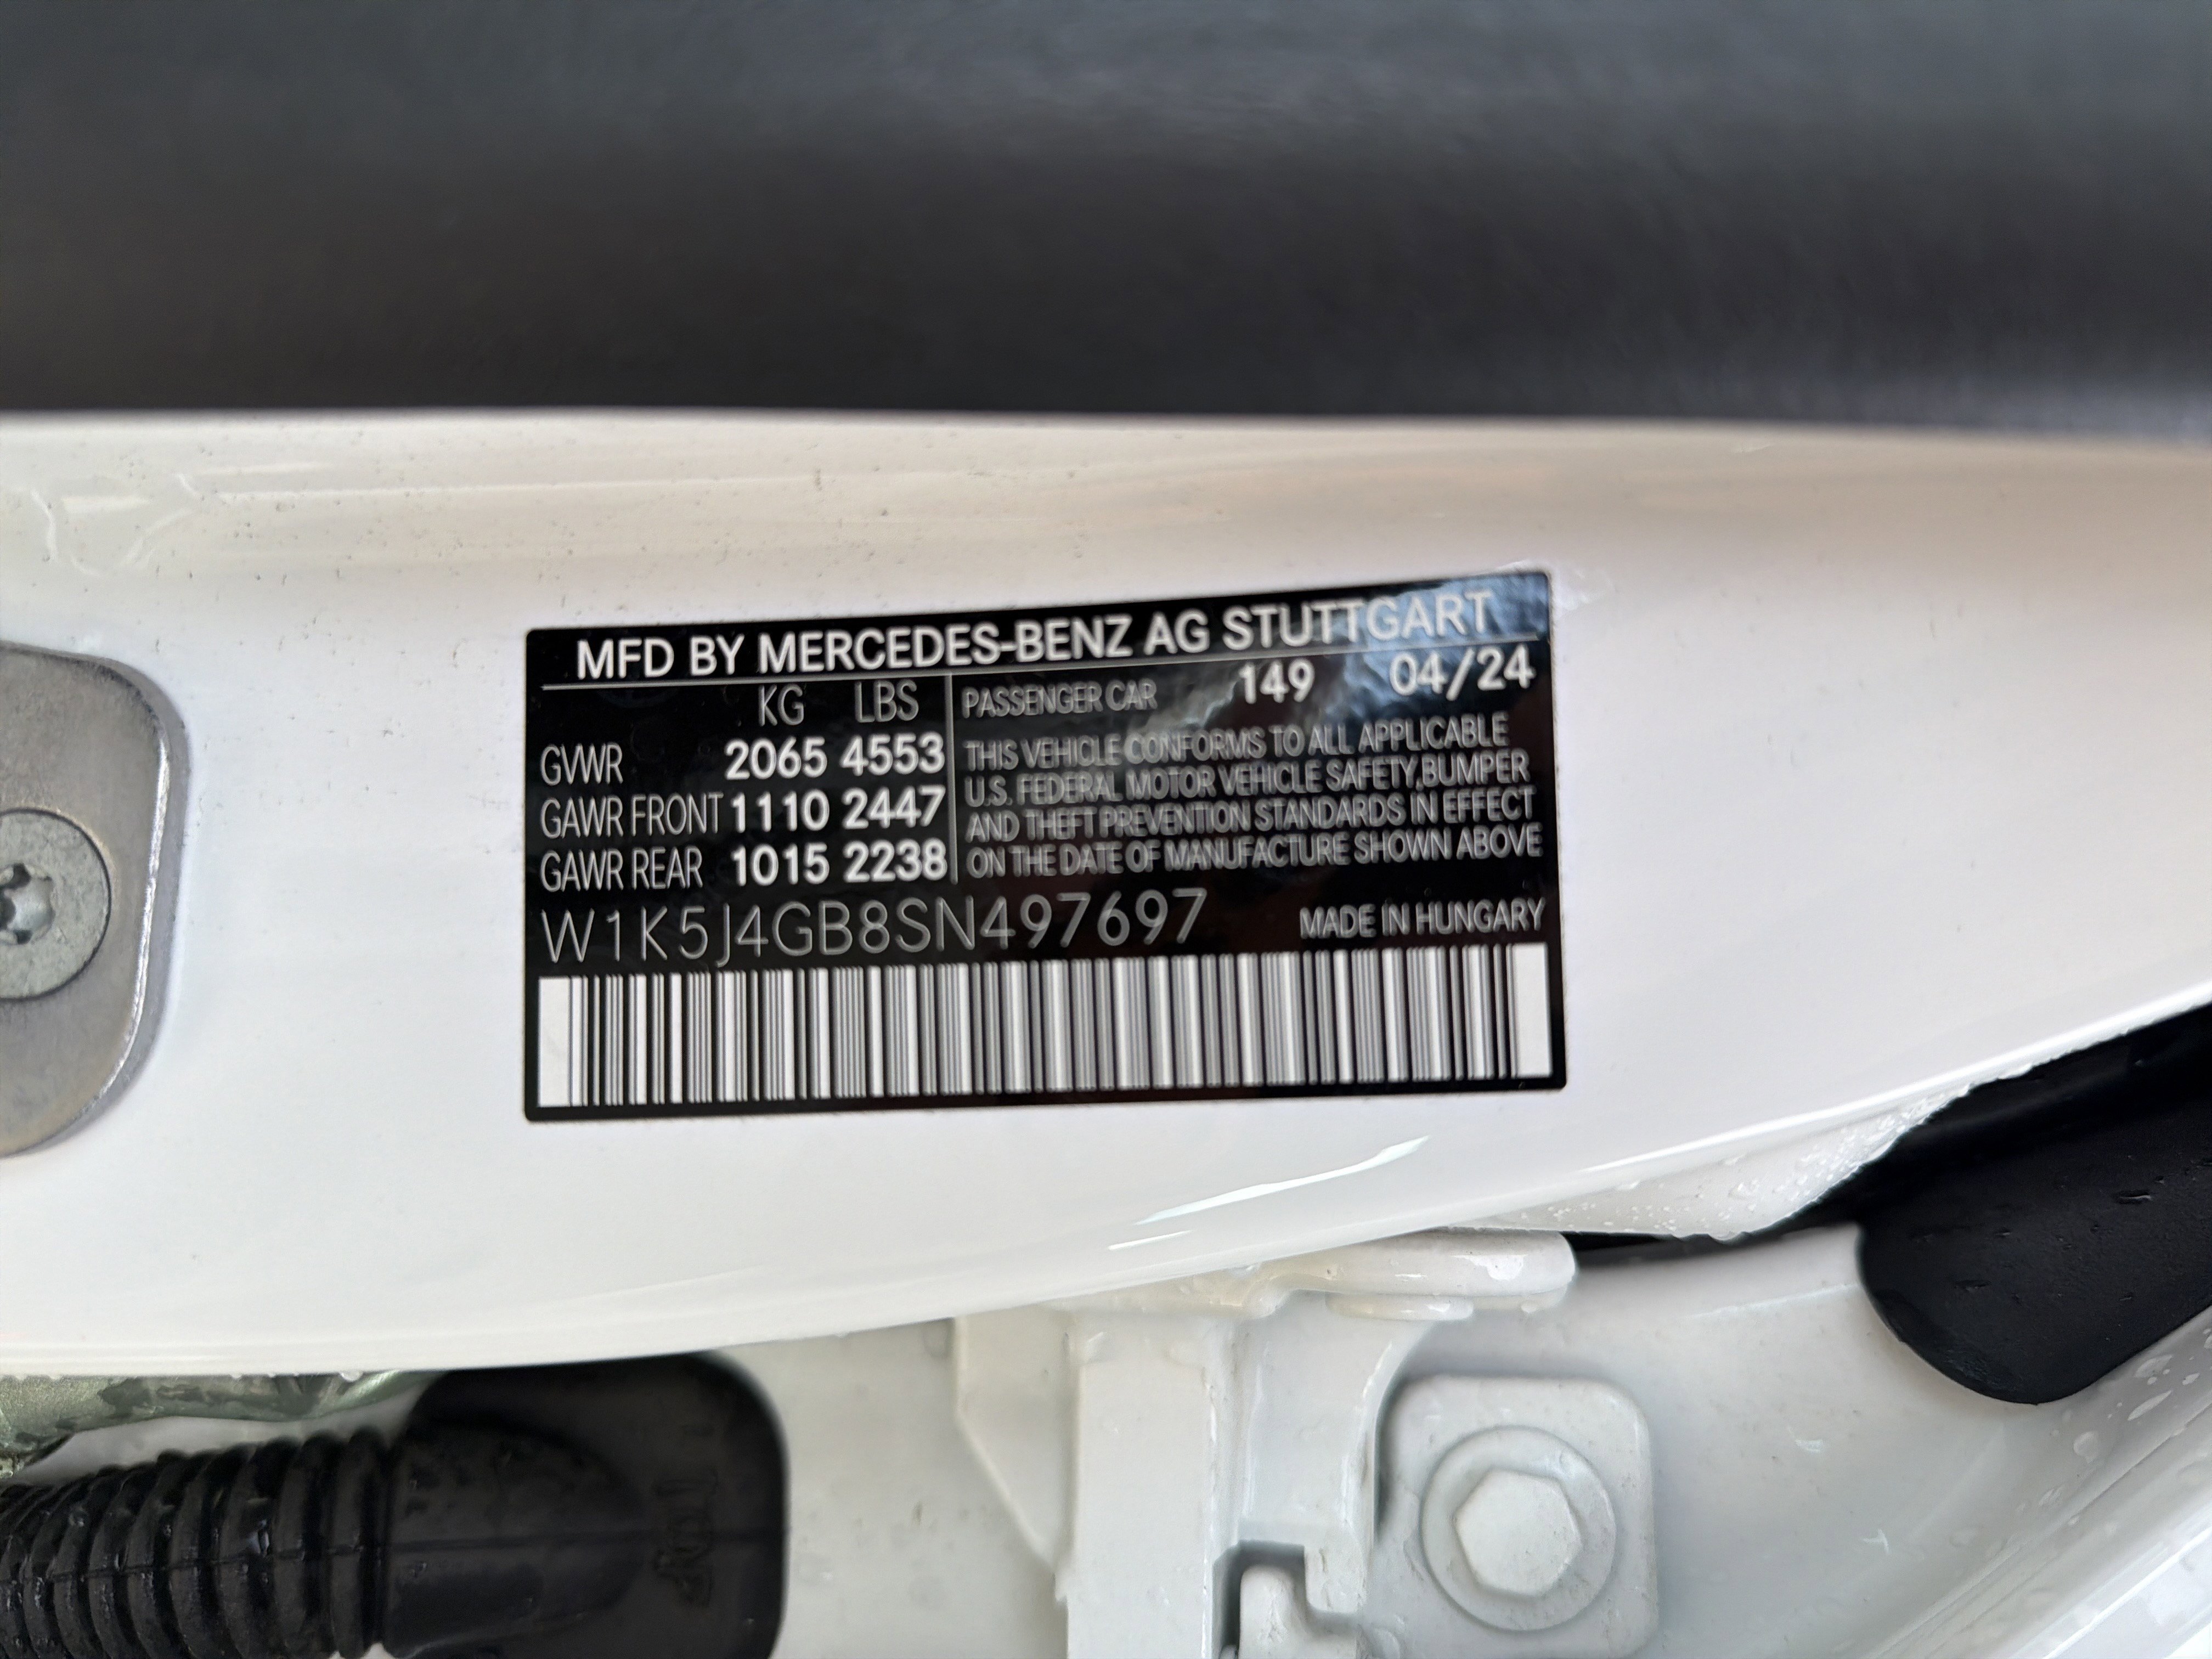 MFD BY MERCEDES-BENZ AG STUTTGART
KG LBS
GVWR 2065 4553
GAWR FRONT 1110 2447
GAWR REAR 1015 2238
PASSENGER CAR 149 04/24
THIS VEHICLE CONFORMS TO ALL APPLICABLE
U.S. FEDERAL MOTOR VEHICLE SAFETY,BUMPER
AND THEFT PREVENTION STANDARDS IN EFFECT
ON THE DATE OF MANUFACTURE SHOWN ABOVE
W1K5J4GB8SN497697 MADE IN HUNGARY